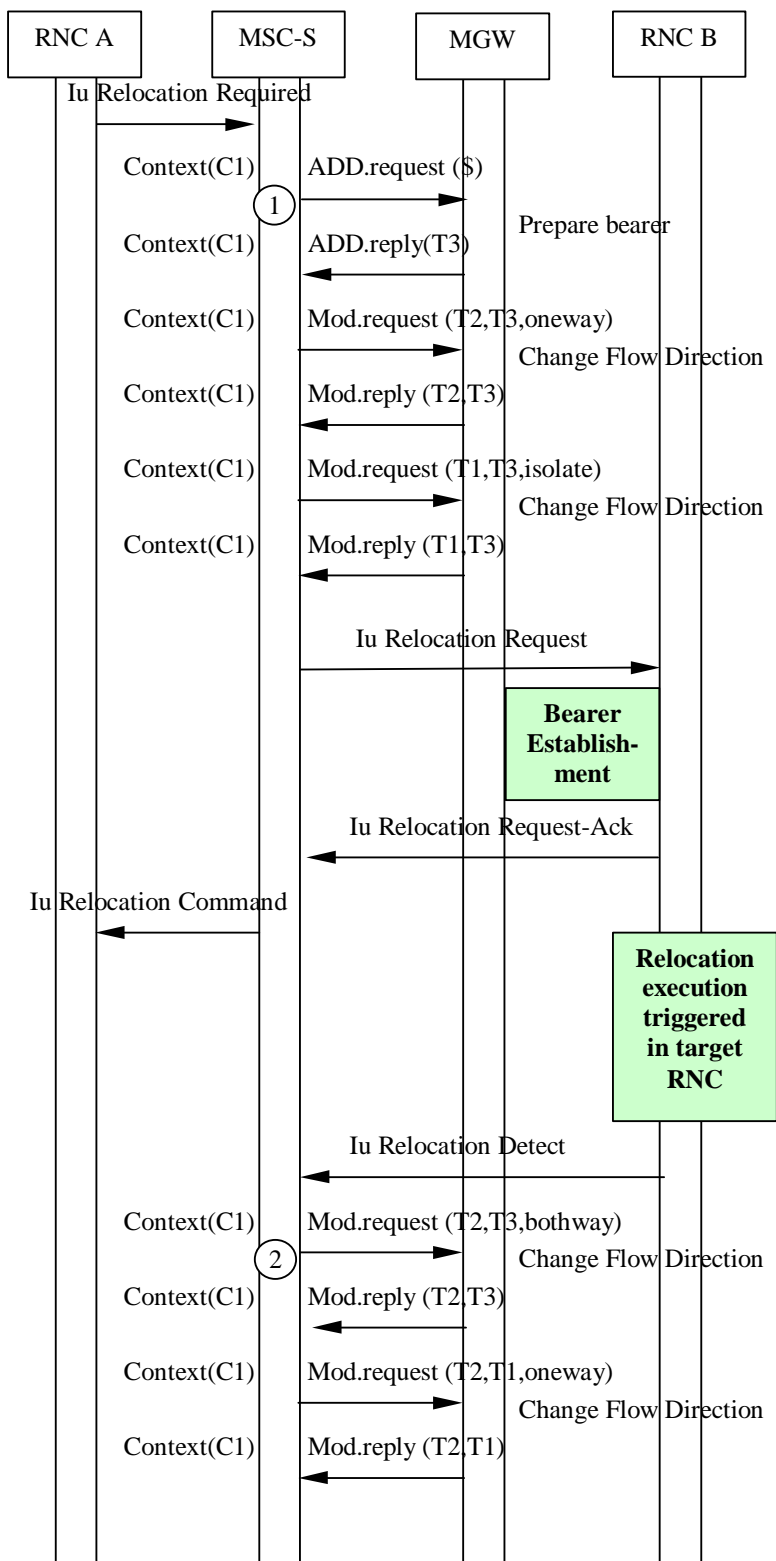 RNC A
MSC-S
MGW
RNC B
Iu Relocation Required
Context(C1)
ADD.request ($)
1
Prepare bearer
Context(C1)
ADD.reply(T3)
Context(C1)
Mod.request (T2,T3,oneway)
Change Flow Direction
Context(C1)
Mod.reply (T2,T3)
Context(C1)
Mod.request (T1,T3,isolate)
Change Flow Direction
Context(C1)
Mod.reply (T1,T3)
Iu Relocation Request
Bearer
Establish-
ment
Iu Relocation Request-Ack
Iu Relocation Command
Relocation
execution
triggered
in target
RNC
Iu Relocation Detect
Context(C1)
Mod.request (T2,T3,bothway)
2
Change Flow Direction
Context(C1)
Mod.reply (T2,T3)
Context(C1)
Mod.request (T2,T1,oneway)
Change Flow Direction
Context(C1)
Mod.reply (T2,T1)